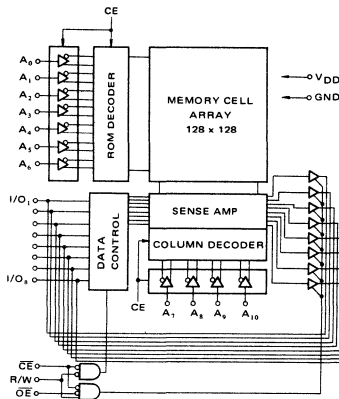 CE
A0
A1
A2
A3
A4
A5
A6
ROM DECODER
MEMORY CELL
ARRAY
128 x 128
VDD
GND
I/O1
I/O8
DATA
CONTROL
SENSE AMP
COLUMN DECODER
CE
A7
A8
A9
A10
CE
R/W
OE